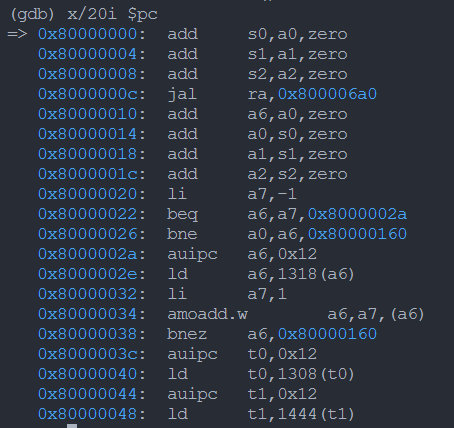 (gdb) x/20i $pc
=> 0x80000000: add s0,a0,zero
0x80000004: add s1,a1,zero
0x80000008: add s2,a2,zero
0x8000000c: jal ra,0x800006a0
0x80000010: add a6,a0,zero
0x80000014: add a0,s0,zero
0x80000018: add a1,s1,zero
0x8000001c: add a2,s2,zero
0x80000020: li a7,-1
0x80000022: beq a6,a7,0x8000002a
0x80000026: bne a0,a6,0x80000160
0x8000002a: auipc a6,0x12
0x8000002e: ld a6,1318(a6)
0x80000032: li a7,1
0x80000034: amoadd.w a6,a7,(a6)
0x80000038: bnez a6,0x80000160
0x8000003c: auipc t0,0x12
0x80000040: ld t0,1308(t0)
0x80000044: auipc t1,0x12
0x80000048: ld t1,1444(t1)